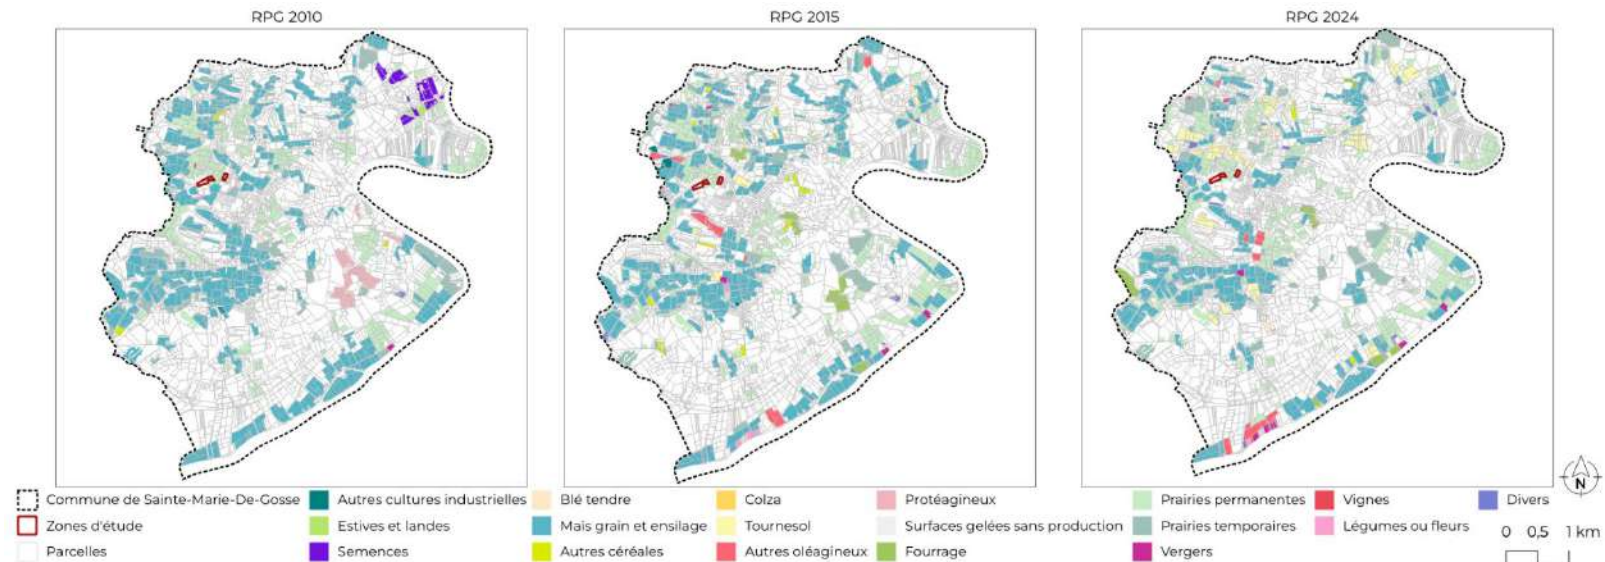 RPG 2010 RPG 2015 RPG 2024
Commune de Sainte-Marie-De-Gosse Autres cultures industrielles Blé tendre Colza Protéagineux Prairies permanentes Vignes Divers
Zones d'étude Estives et landes Mais grain et ensilage Tournesol Surfaces gelées sans production Prairies temporaires Légumes ou fleurs
Parcelles Semences Autres céréales Autres oléagineux Fourrage Vergers
N
0 0,5 1 km